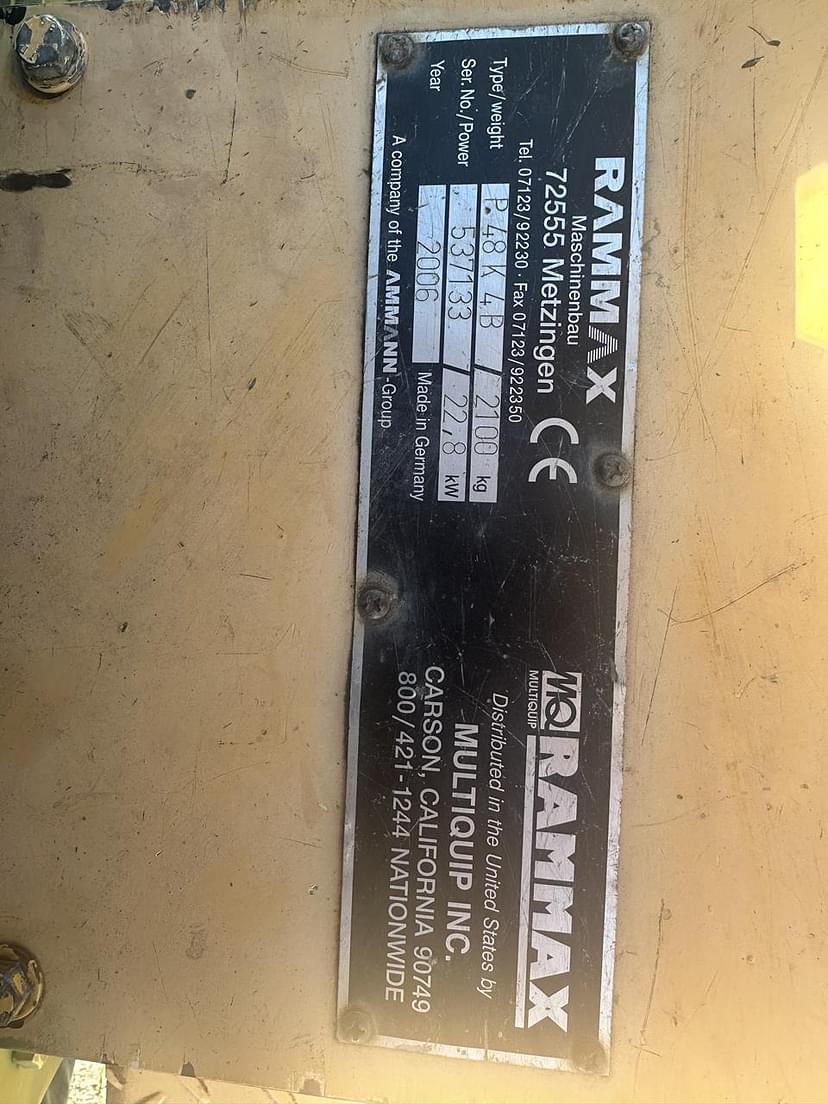 RAMMAX
Maschinenbau
72555 Metzingen CE
Tel. 07123/92230 · Fax 07123/922350
Type/weight P. 48 K 4B / 2100 kg
Ser. No./Power 537133 / 22,8 kW
Year 2006 Made in Germany
A company of the AMMANN-Group
MQ RAMMAX
MULTIQUIP
Distributed in the United States by
MULTIQUIP INC.
CARSON, CALIFORNIA 90749
800/421-1244 NATIONWIDE